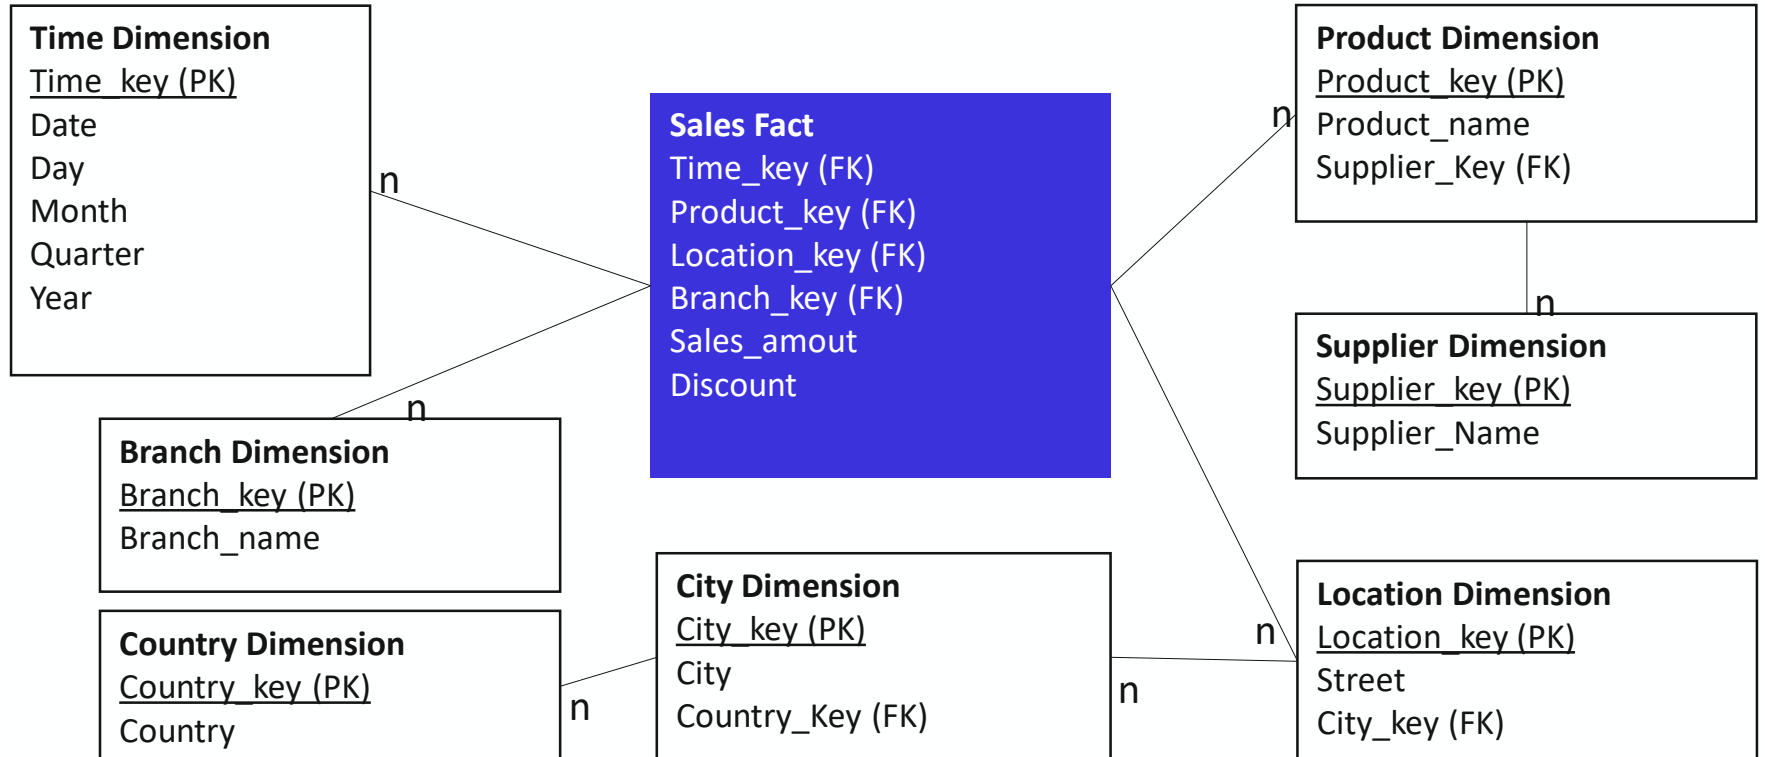 Time Dimension
Time_key (PK)
Date
Day
Month
Quarter
Year
n
Sales Fact
Time_key (FK)
Product_key (FK)
Location_key (FK)
Branch_key (FK)
Sales_amout
Discount
n
Product Dimension
Product_key (PK)
Product_name
Supplier_Key (FK)
n
Supplier Dimension
Supplier_key (PK)
Supplier_Name
n
Branch Dimension
Branch_key (PK)
Branch_name
Country Dimension
Country_key (PK)
Country
n
City Dimension
City_key (PK)
City
Country_Key (FK)
n
n
Location Dimension
Location_key (PK)
Street
City_key (FK)